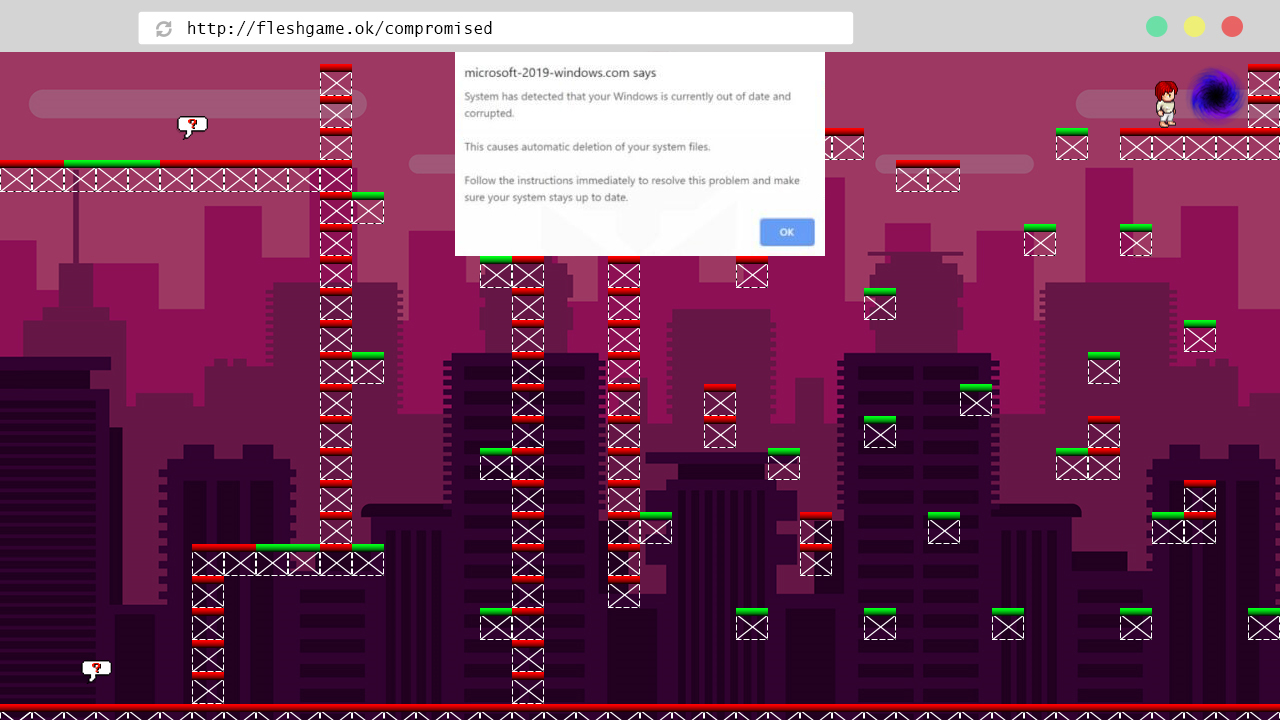 http://fleshgame.ok/compromised
microsoft-2019-windows.com says
System has detected that your Windows is currently out of date and
corrupted.
This causes automatic deletion of your system files.
Follow the instructions immediately to resolve this problem and make
sure your system stays up to date.
OK
?
?